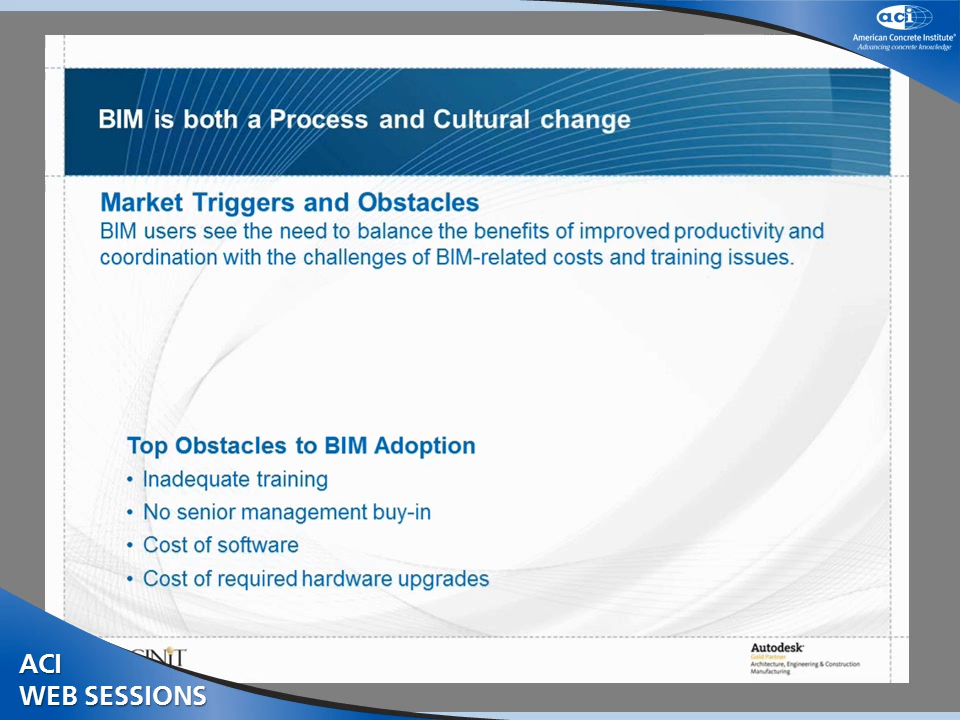 aci
American Concrete Institute®
Advancing concrete knowledge
BIM is both a Process and Cultural change
Market Triggers and Obstacles
BIM users see the need to balance the benefits of improved productivity and
coordination with the challenges of BIM-related costs and training issues.
Top Obstacles to BIM Adoption
• Inadequate training
• No senior management buy-in
• Cost of software
• Cost of required hardware upgrades
Autodesk
Gold Partner
Architecture, Engineering & Construction
Manufacturing
ACI
WEB SESSIONS